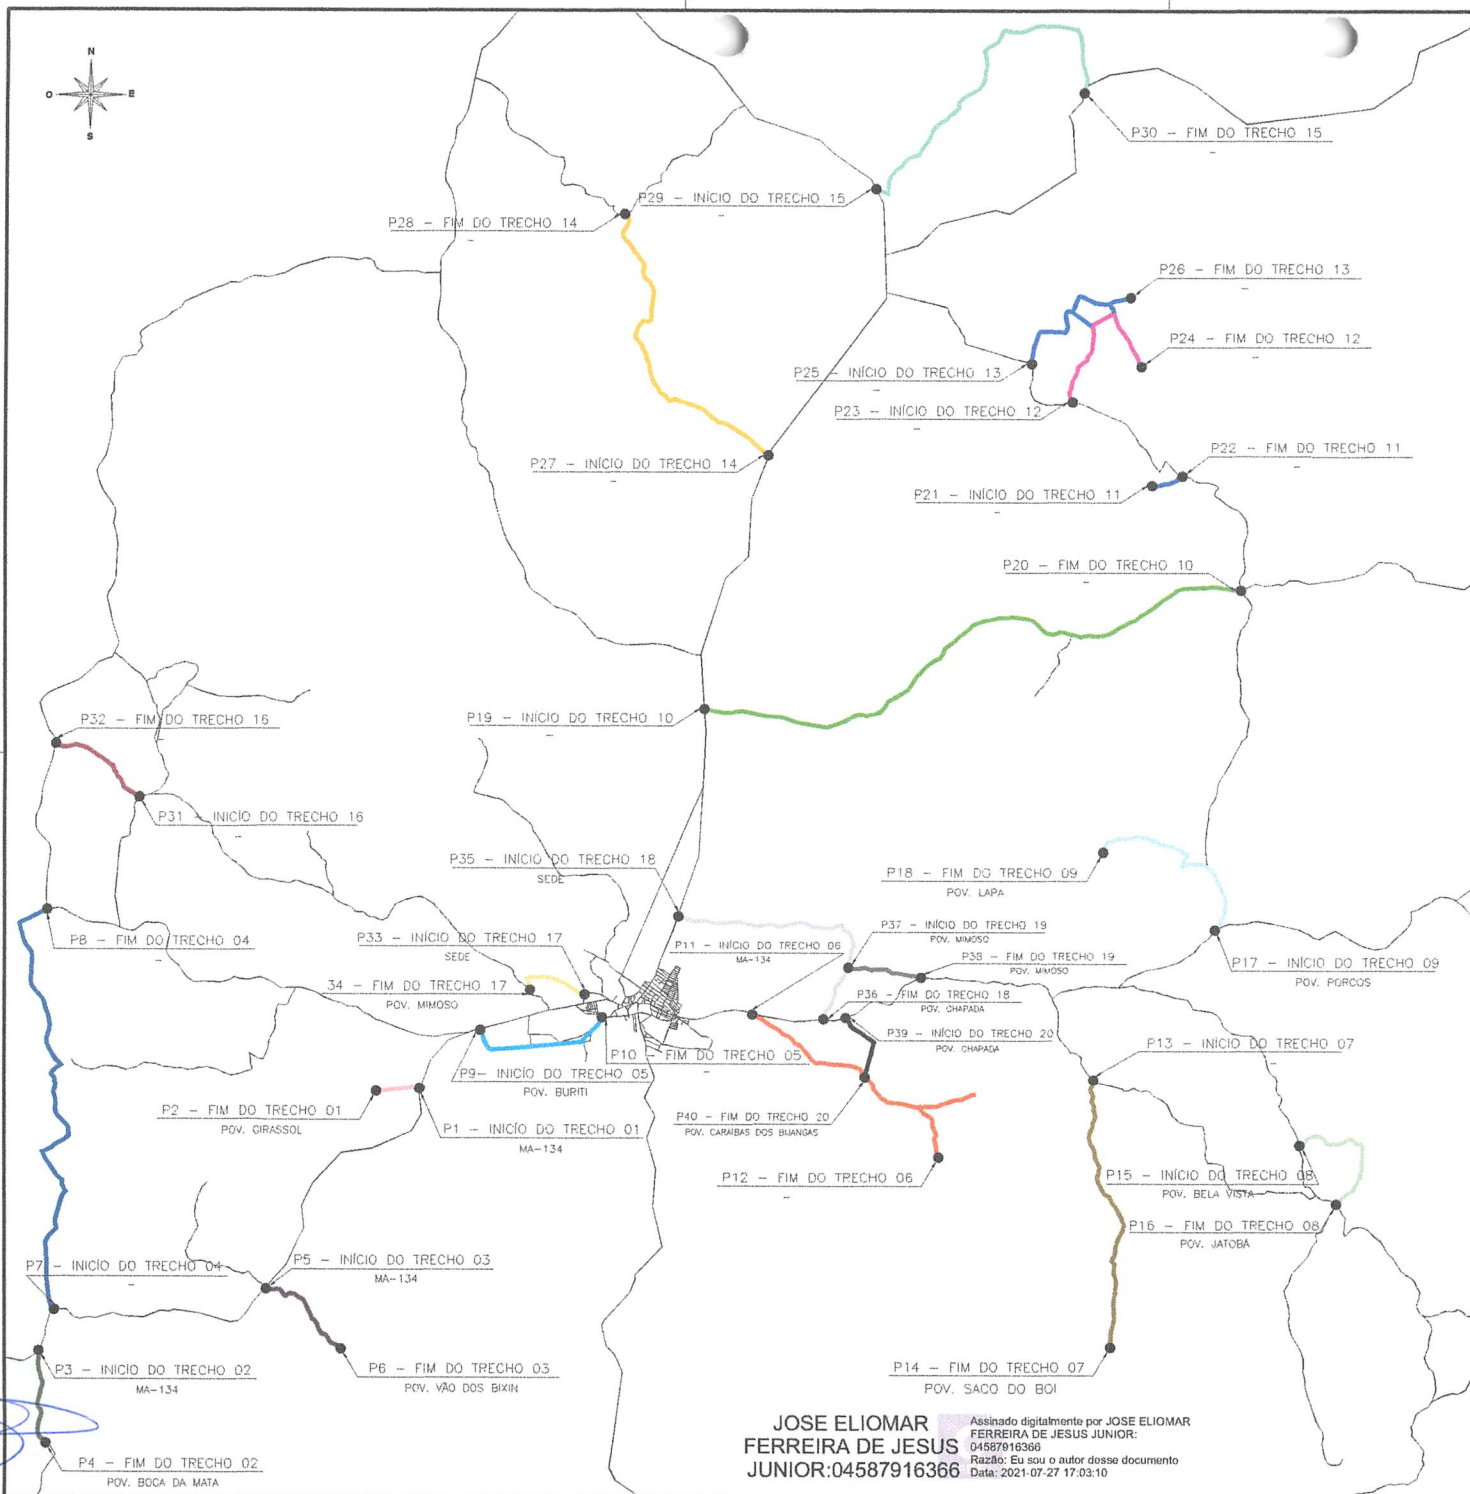 N
O
E
S
P30 – FIM DO TRECHO 15
–
P29 – INÍCIO DO TRECHO 15
–
P28 – FIM DO TRECHO 14
–
P26 – FIM DO TRECHO 13
–
P24 – FIM DO TRECHO 12
–
P25 – INÍCIO DO TRECHO 13
–
P23 – INÍCIO DO TRECHO 12
–
P22 – FIM DO TRECHO 11
–
P27 – INÍCIO DO TRECHO 14
–
P21 – INÍCIO DO TRECHO 11
–
P20 – FIM DO TRECHO 10
–
P32 – FIM DO TRECHO 16
–
P19 – INÍCIO DO TRECHO 10
–
P31 – INICÍO DO TRECHO 16
–
P35 – INÍCIO DO TRECHO 18
SEDE
P18 – FIM DO TRECHO 09
POV. LAPA
P8 – FIM DO TRECHO 04
–
P33 – INÍCIO DO TRECHO 17
SEDE
P11 – INÍCIO DO TRECHO 06
MA–134
P37 – INÍCIO DO TRECHO 19
POV. MIMOSO
P38 – FIM DO TRECHO 19
POV. MIMOSO
P17 – INÍCIO DO TRECHO 09
POV. PORCOS
34 – FIM DO TRECHO 17
POV. MIMOSO
P36 – FIM DO TRECHO 18
POV. CHAPADA
P39 – INÍCIO DO TRECHO 20
POV. CHAPADA
P13 – INÍCIO DO TRECHO 07
–
P10 – FIM DO TRECHO 05
–
P9– INICÍO DO TRECHO 05
POV. BURITI
P2 – FIM DO TRECHO 01
POV. GIRASSOL
P1 – INICÍO DO TRECHO 01
MA–134
P40 – FIM DO TRECHO 20
POV. CARAÍBAS DOS BIJANGAS
P12 – FIM DO TRECHO 06
–
P15 – INÍCIO DO TRECHO 08
POV. BELA VISTA
P16 – FIM DO TRECHO 08
POV. JATOBÁ
P7 – INÍCIO DO TRECHO 04
–
P5 – INÍCIO DO TRECHO 03
MA–134
P3 – INICÍO DO TRECHO 02
MA–134
P6 – FIM DO TRECHO 03
POV. VÃO DOS BIXIN
P14 – FIM DO TRECHO 07
POV. SACO DO BOI
P4 – FIM DO TRECHO 02
POV. BOCA DA MATA
JOSE ELIOMAR
FERREIRA DE JESUS
JUNIOR:04587916366
Assinado digitalmente por JOSE ELIOMAR
FERREIRA DE JESUS JUNIOR:
04587916366
Razão: Eu sou o autor desse documento
Data: 2021-07-27 17:03:10